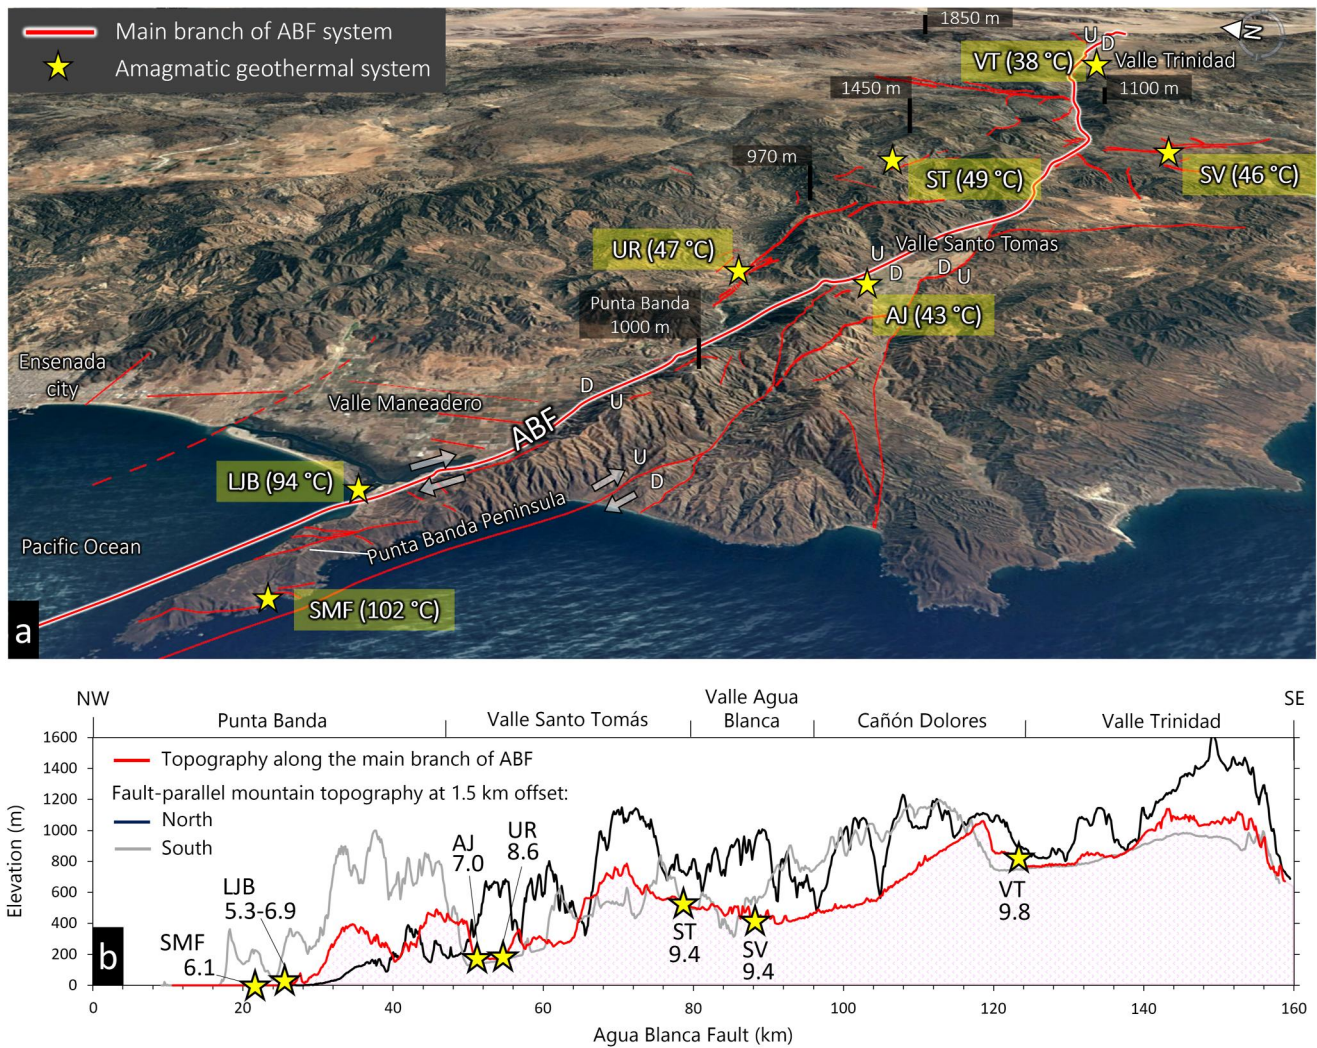 Main branch of ABF system
Amagmatic geothermal system
1850 m
N
U
D
VT (38 °C)
Valle Trinidad
1450 m
1100 m
970 m
ST (49 °C)
SV (46 °C)
UR (47 °C)
U
Valle Santo Tomas
D
D
U
Punta Banda
1000 m
AJ (43 °C)
Ensenada
city
D
U
Valle Maneadero
ABF
U
D
LJB (94 °C)
Punta Banda Peninsula
Pacific Ocean
SMF (102 °C)
a
NW
SE
Punta Banda
Valle Santo Tomás
Valle Agua
Blanca
Cañón Dolores
Valle Trinidad
Elevation (m)
1600
1400
1200
1000
800
600
400
200
0
Topography along the main branch of ABF
Fault-parallel mountain topography at 1.5 km offset:
North
South
SMF
6.1
LJB
5.3-6.9
AJ
7.0
UR
8.6
ST
9.4
SV
9.4
VT
9.8
b
0 20 40 60 80 100 120 140 160
Agua Blanca Fault (km)